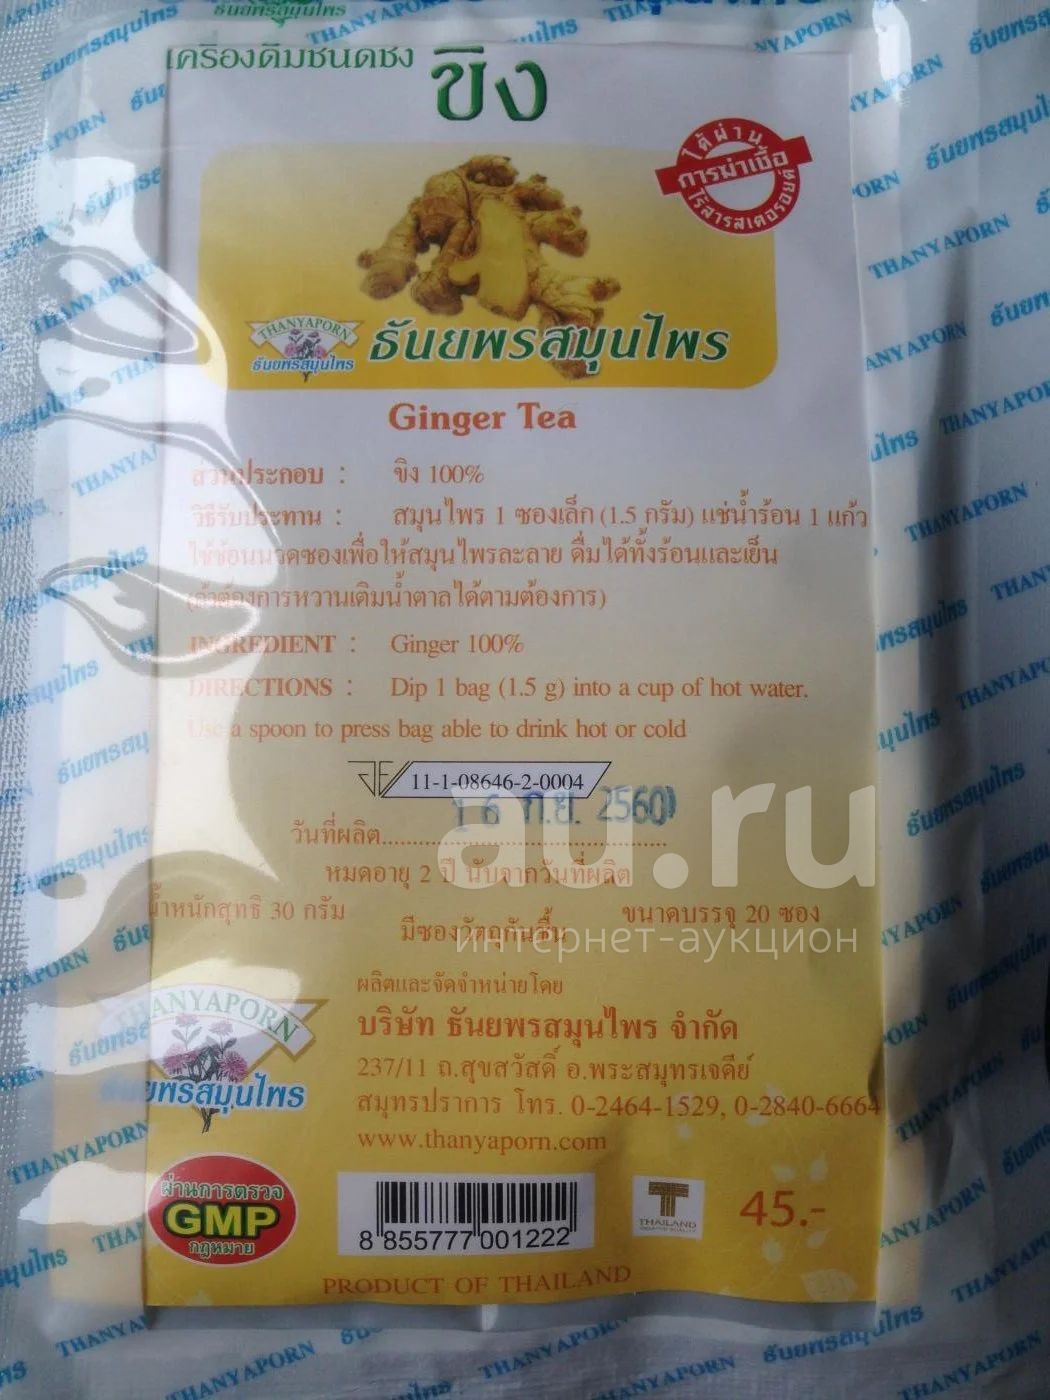 เครื่องดื่มชนิดชง
ขิง
ได้ผ่าน
การฆ่าเชื้อ
ไร้สารสเตอรอยด์
THANYAPORN
ธันยพรสมุนไพร
ธันยพรสมุนไพร
Ginger Tea
ส่วนประกอบ : ขิง 100%
วิธีรับประทาน : สมุนไพร 1 ซองเล็ก (1.5 กรัม) แช่น้ำร้อน 1 แก้ว
ใช้ช้อนนวดซองเพื่อให้สมุนไพรละลาย ดื่มได้ทั้งร้อนและเย็น
(ถ้าต้องการหวานเติมน้ำตาลได้ตามต้องการ)
INGREDIENT : Ginger 100%
DIRECTIONS : Dip 1 bag (1.5 g) into a cup of hot water.
Use a spoon to press bag able to drink hot or cold
11-1-08646-2-0004
วันที่ผลิต 16 ก.ย. 2560
หมดอายุ 2 ปี นับจากวันที่ผลิต
น้ำหนักสุทธิ 30 กรัม มีซองวัตถุกันชื้น ขนาดบรรจุ 20 ซอง
au.ru
интернет-аукцион
ผลิตและจัดจำหน่ายโดย
บริษัท ธันยพรสมุนไพร จำกัด
237/11 ถ.สุขสวัสดิ์ อ.พระสมุทรเจดีย์
สมุทรปราการ โทร. 0-2464-1529, 0-2840-6664
www.thanyaporn.com
THANYAPORN
ธันยพรสมุนไพร
ผ่านการตรวจ
GMP
กฎหมาย
8 855777 001222
THAILAND
45.-
PRODUCT OF THAILAND